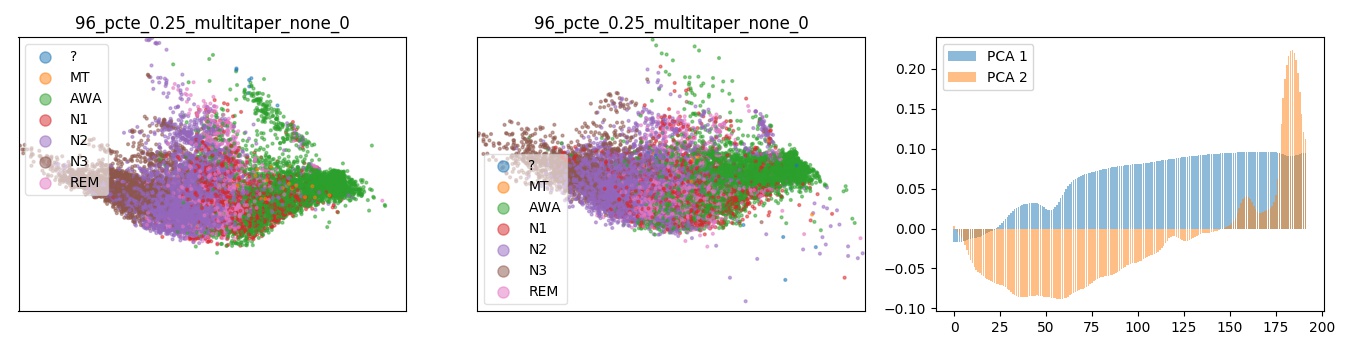 96_pcte_0.25_multitaper_none_0
?
MT
AWA
N1
N2
N3
REM
96_pcte_0.25_multitaper_none_0
?
MT
AWA
N1
N2
N3
REM
PCA 1
PCA 2
0.20
0.15
0.10
0.05
0.00
−0.05
−0.10
0 25 50 75 100 125 150 175 200